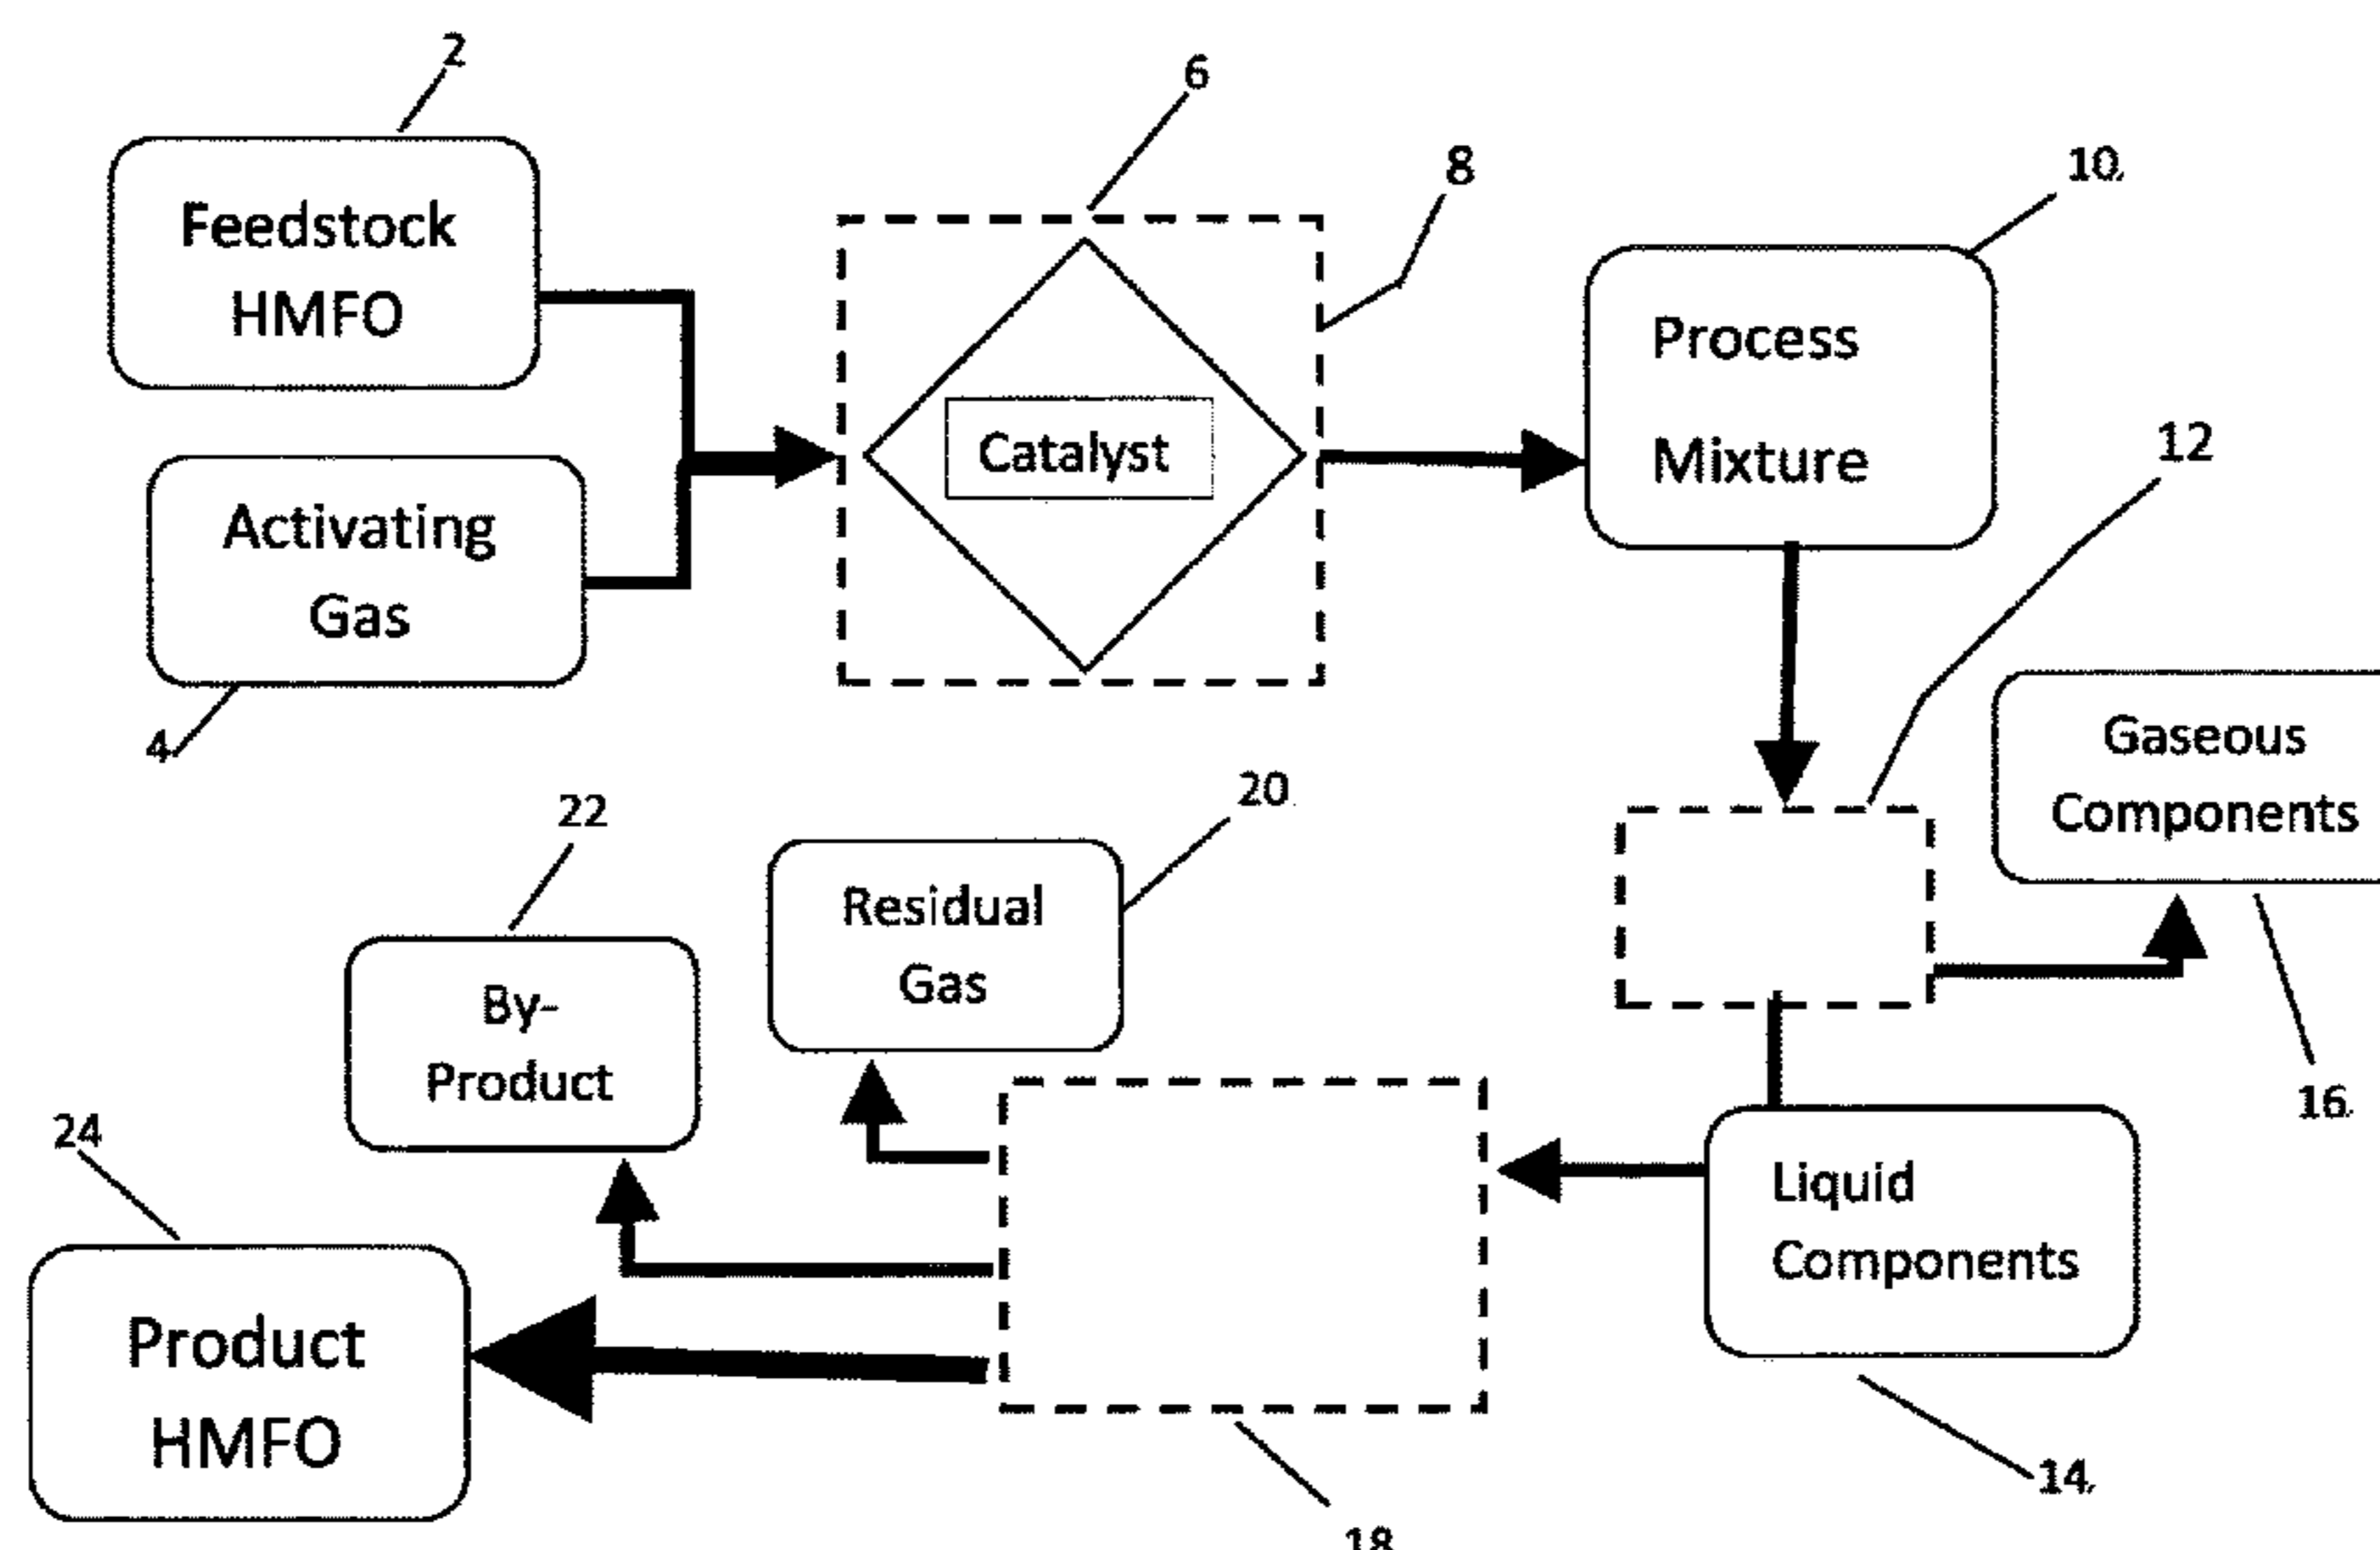 2
6
8
10
Feedstock
HMFO
Catalyst
Process
Mixture
12
Activating
Gas
4
Gaseous
Components
16
22
20
Residual
Gas
By-
Product
24
Liquid
Components
14
Product
HMFO
18